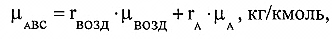 μ_АВС = r_ВОЗД · μ_ВОЗД + r_А · μ_А, кг/кмоль,